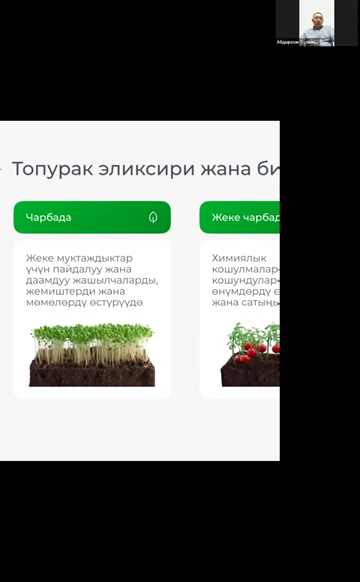 Абдыразак
Топурак эликсири жана би
Чарбада
Жеке чарбад
Жеке муктаждыктар
үчүн пайдалуу жана
даамдуу жашылчаларды,
жемиштерди жана
мөмөлөрдү өстүрүүдө
Химиялык
кошулмалар
кошундулар
өнүмдөрдү ө
жана сатың